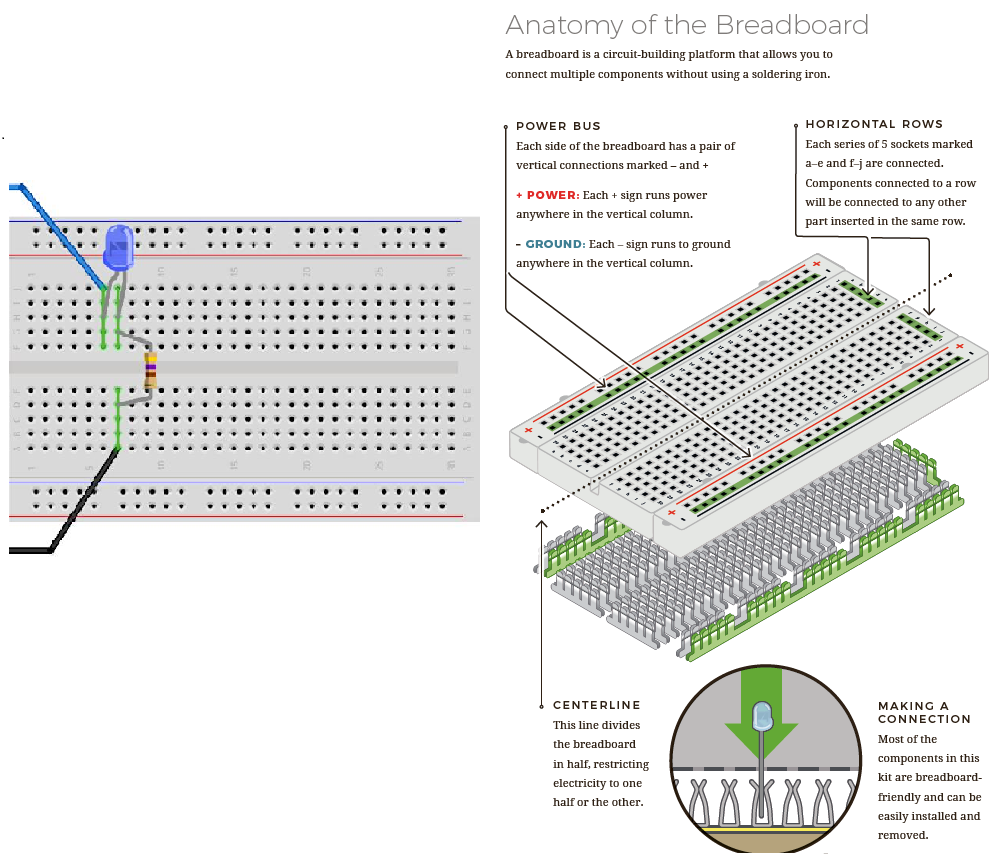 Anatomy of the Breadboard
A breadboard is a circuit-building platform that allows you to
connect multiple components without using a soldering iron.
POWER BUS
Each side of the breadboard has a pair of
vertical connections marked – and +
+ POWER: Each + sign runs power
anywhere in the vertical column.
– GROUND: Each – sign runs to ground
anywhere in the vertical column.
HORIZONTAL ROWS
Each series of 5 sockets marked
a–e and f–j are connected.
Components connected to a row
will be connected to any other
part inserted in the same row.
CENTERLINE
This line divides
the breadboard
in half, restricting
electricity to one
half or the other.
MAKING A
CONNECTION
Most of the
components in this
kit are breadboard-
friendly and can be
easily installed and
removed.